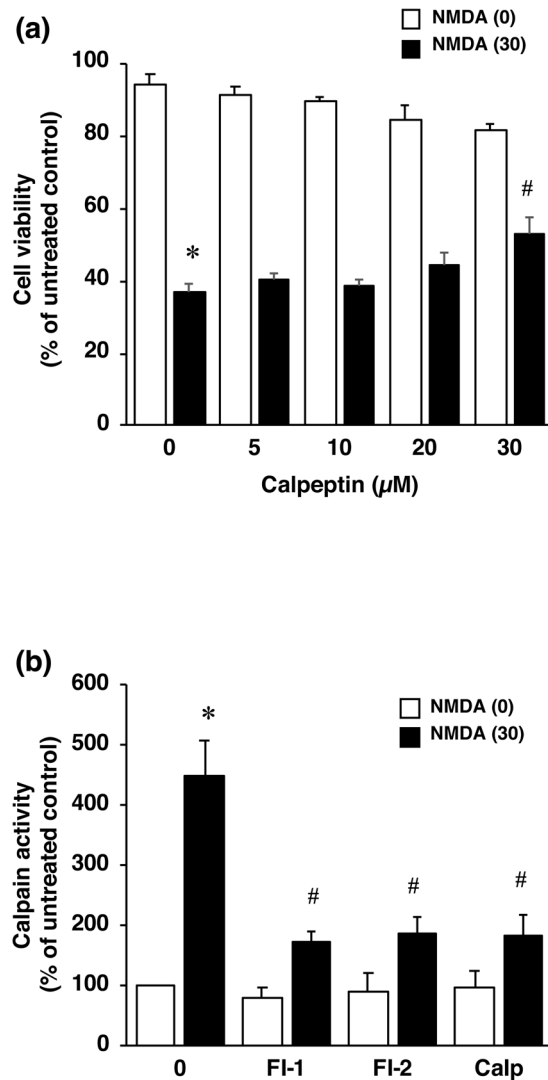 (a)
NMDA (0)
NMDA (30)
Cell viability
(% of untreated control)
100
80
60
40
20
0
*
#
0 5 10 20 30
Calpeptin (µM)
(b)
NMDA (0)
NMDA (30)
Calpain activity
(% of untreated control)
600
500
400
300
200
100
0
*
# # #
0 FI-1 FI-2 Calp